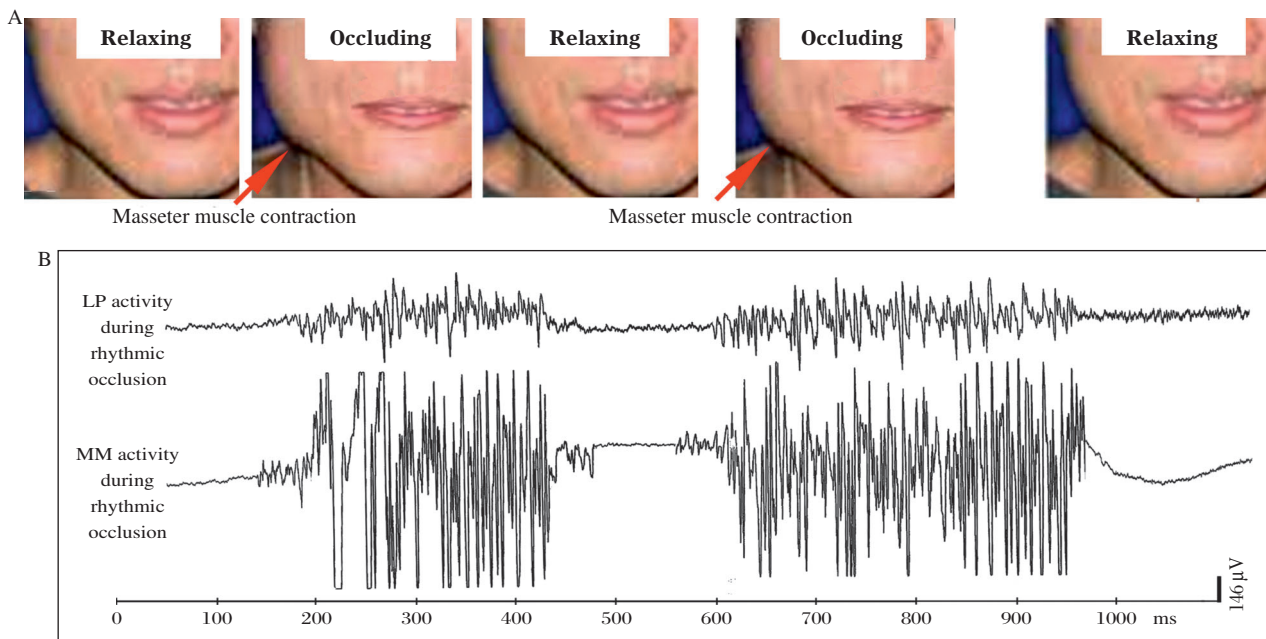 A
Relaxing
Occluding
Relaxing
Occluding
Relaxing
Masseter muscle contraction
Masseter muscle contraction
B
LP activity
during
rhythmic
occlusion
MM activity
during
rhythmic
occlusion
146 μV
0 100 200 300 400 500 600 700 800 900 1000 ms